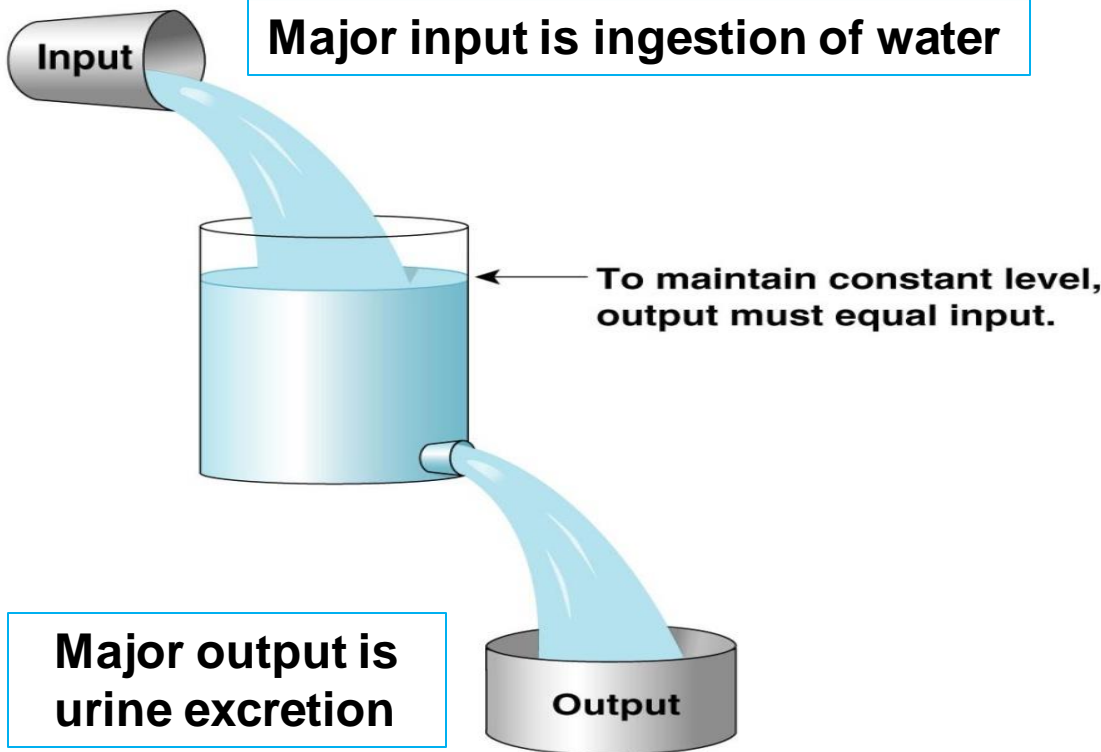 Major input is ingestion of water
Input
To maintain constant level,
output must equal input.
Major output is
urine excretion
Output